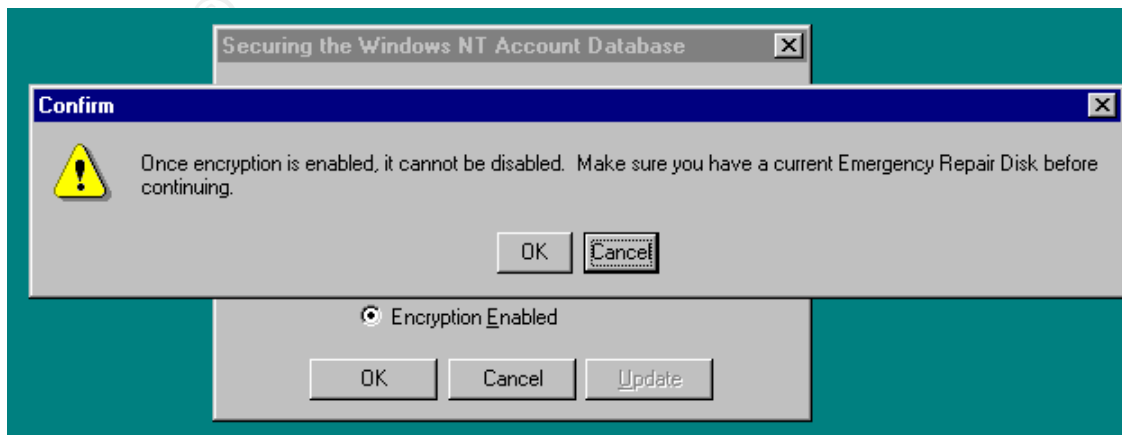 Securing the Windows NT Account Database
Confirm
Once encryption is enabled, it cannot be disabled.  Make sure you have a current Emergency Repair Disk before
continuing.
OK
Cancel
Encryption Enabled
OK
Cancel
Update